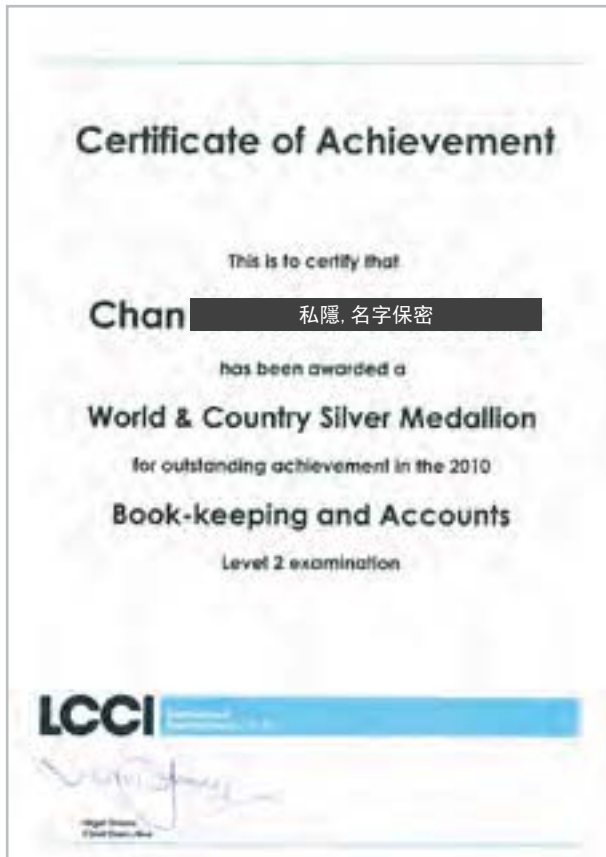 Certificate of Achievement
This is to certify that
Chan 私隱, 名字保密
has been awarded a
World & Country Silver Medallion
for outstanding achievement in the 2010
Book-keeping and Accounts
Level 2 examination
LCCI